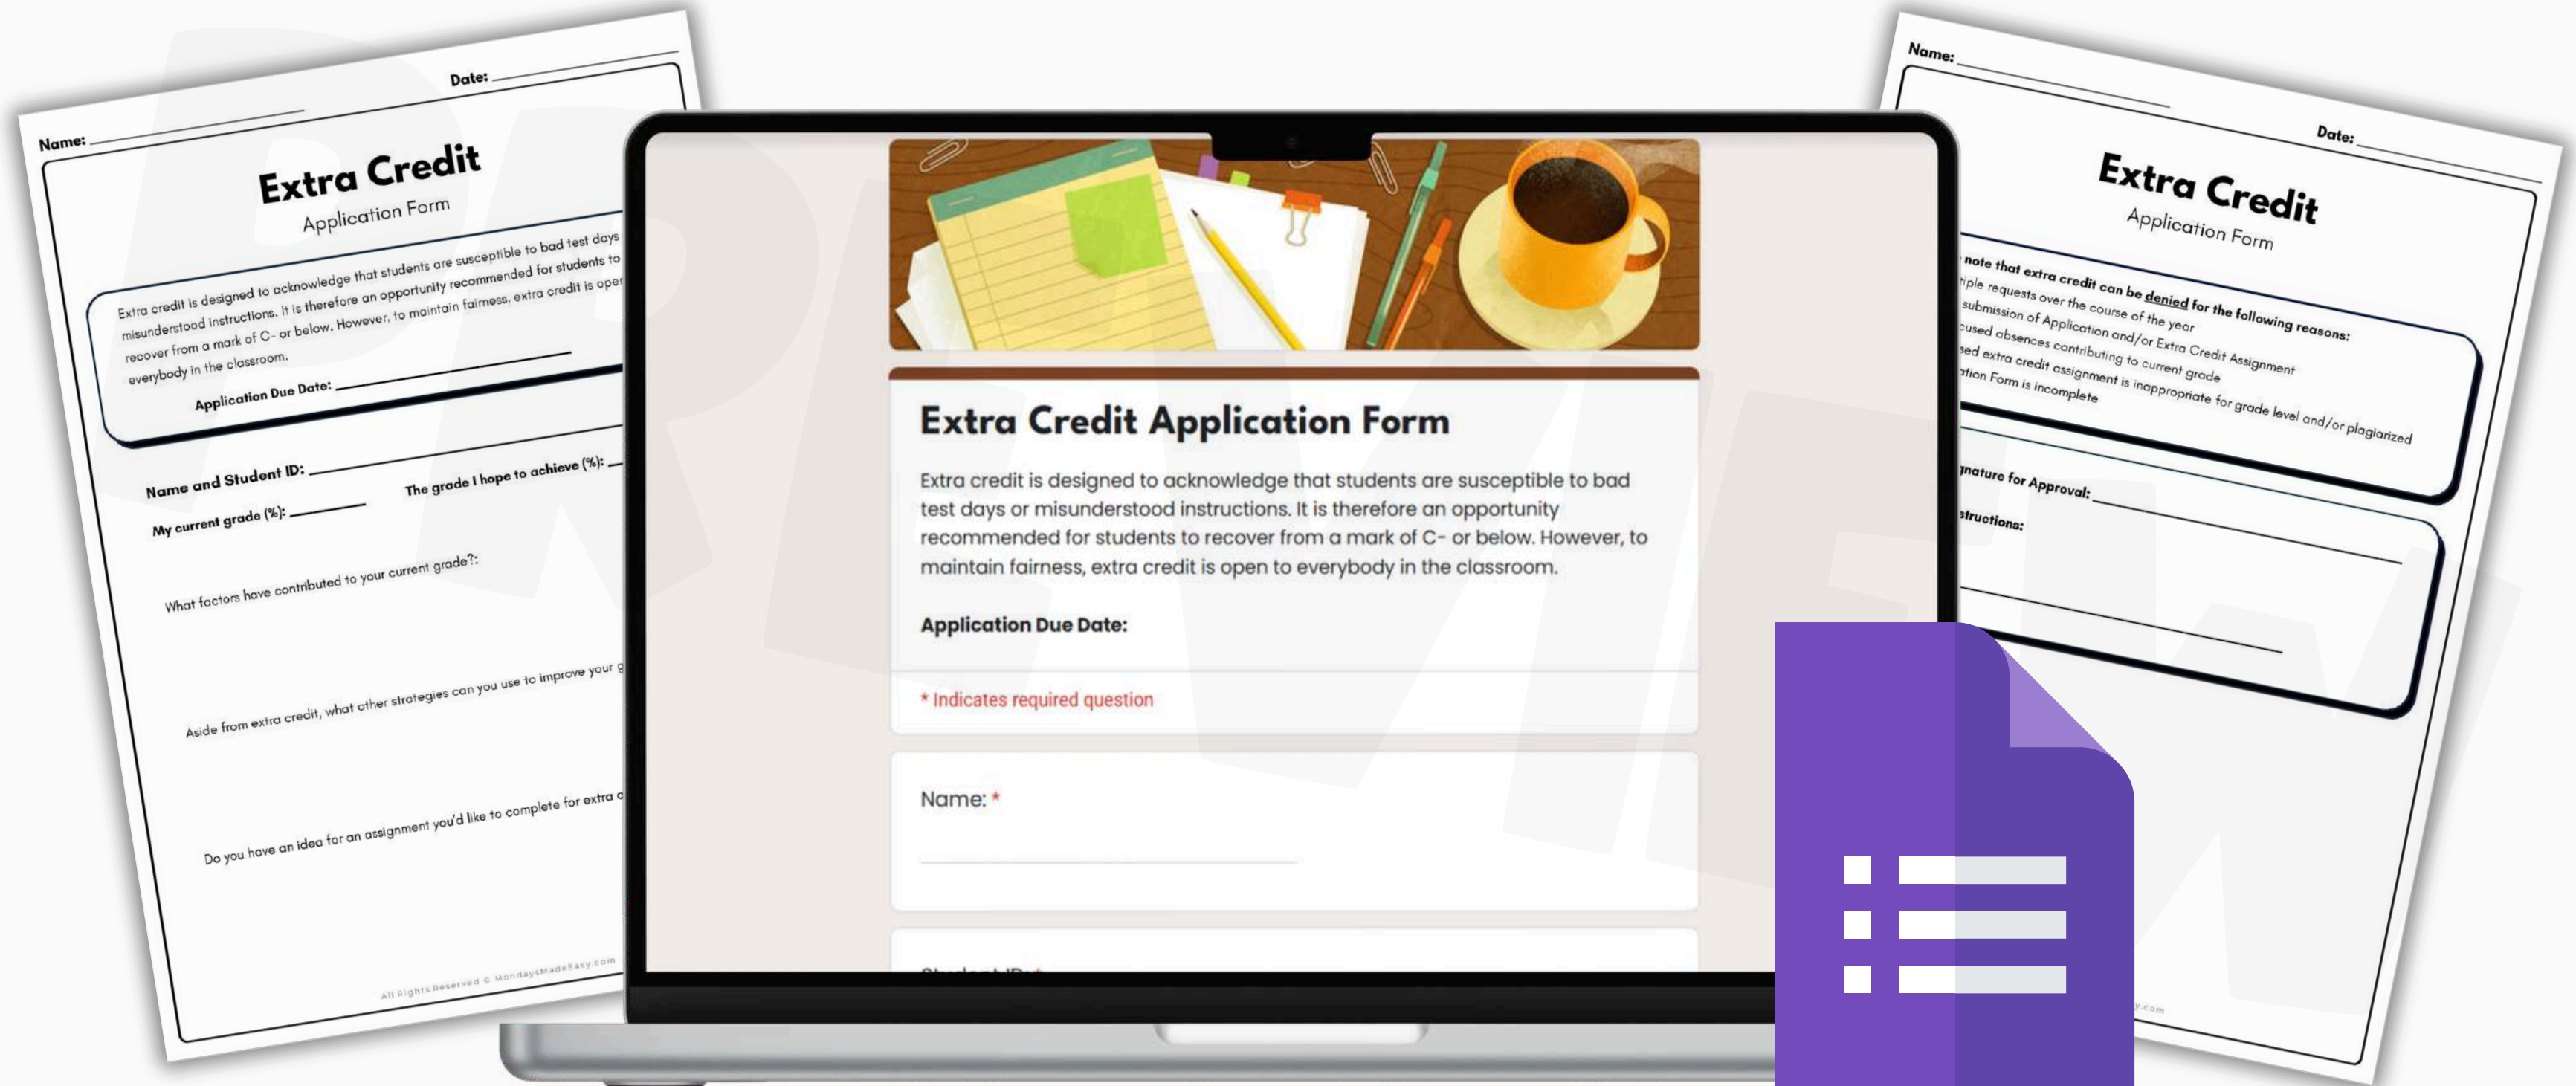 Name:
Date:
Extra Credit
Application Form
Extra credit is designed to acknowledge that students are susceptible to bad test days
misunderstood instructions. It is therefore an opportunity recommended for students to
recover from a mark of C- or below. However, to maintain fairness, extra credit is
everybody in the classroom.
Application Due Date:
Name and Student ID:
My current grade (%):
The grade I hope to achieve (%):
What factors have contributed to your current grade?:
Aside from extra credit, what other strategies can you use to improve your
Do you have an idea for an assignment you'd like to complete for extra
All Rights Reserved © MondaysMadeEasy.com
Extra Credit Application Form
Extra credit is designed to acknowledge that students are susceptible to bad
test days or misunderstood instructions. It is therefore an opportunity
recommended for students to recover from a mark of C- or below. However, to
maintain fairness, extra credit is open to everybody in the classroom.
Application Due Date:
* Indicates required question
Name: *
Student ID: *
Name:
Date:
Extra Credit
Application Form
note that extra credit can be denied for the following reasons:
requests over the course of the year
submission of Application and/or Extra Credit Assignment
absences contributing to current grade
extra credit assignment is inappropriate for grade level and/or plagiarized
Form is incomplete
for Approval:
.com
PREVIEW